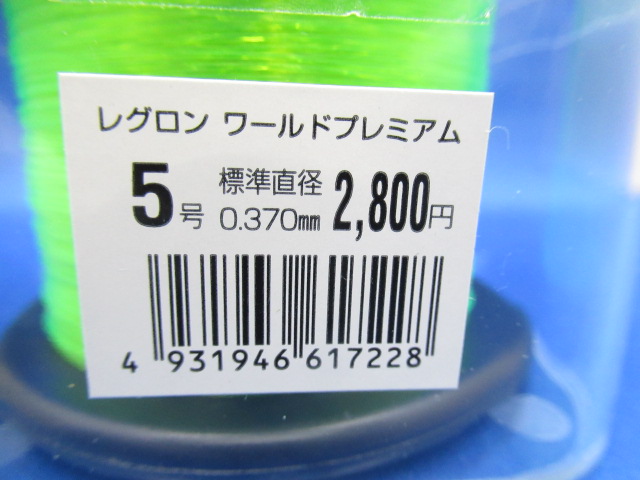 レグロン ワールドプレミアム
5号 標準直径 0.370mm 2,800円
4 931946 617228